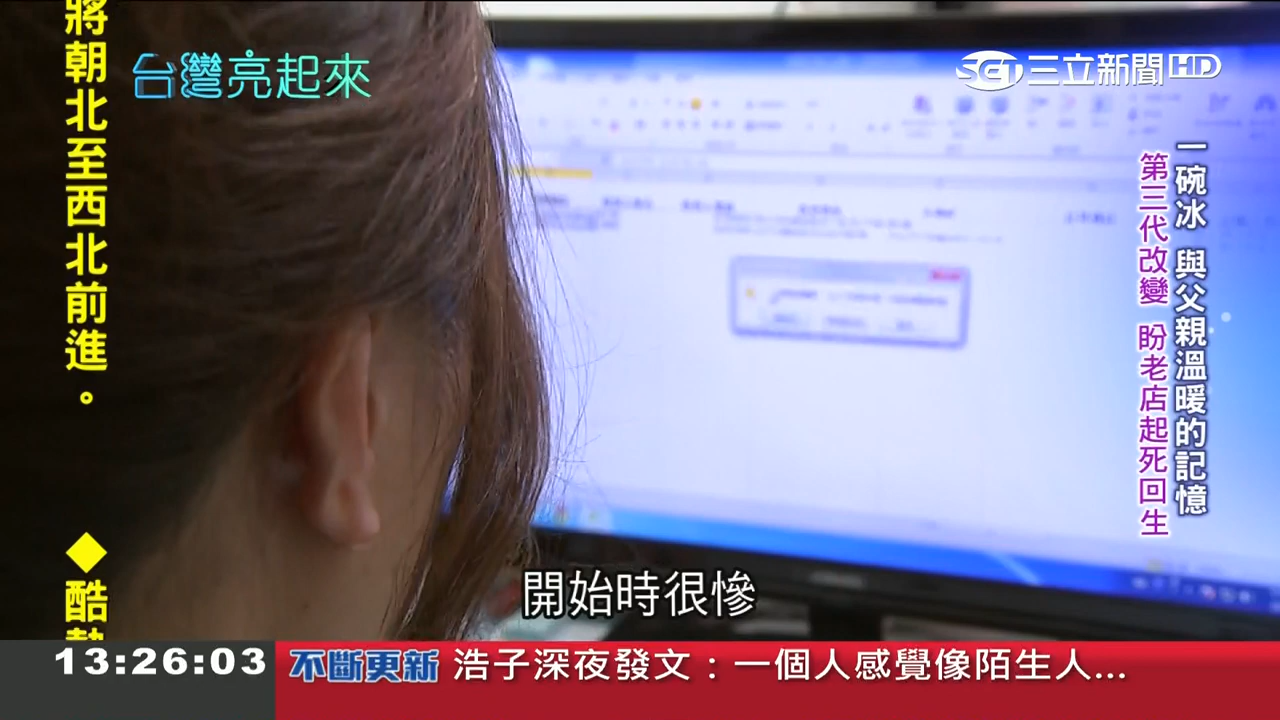 將朝北至西北前進。
◆酷
台灣亮起來
SET三立新聞HD
一碗冰 與父親溫暖的記憶
第三代改變 盼老店起死回生
開始時很慘
13:26:03
不斷更新 浩子深夜發文：一個人感覺像陌生人...